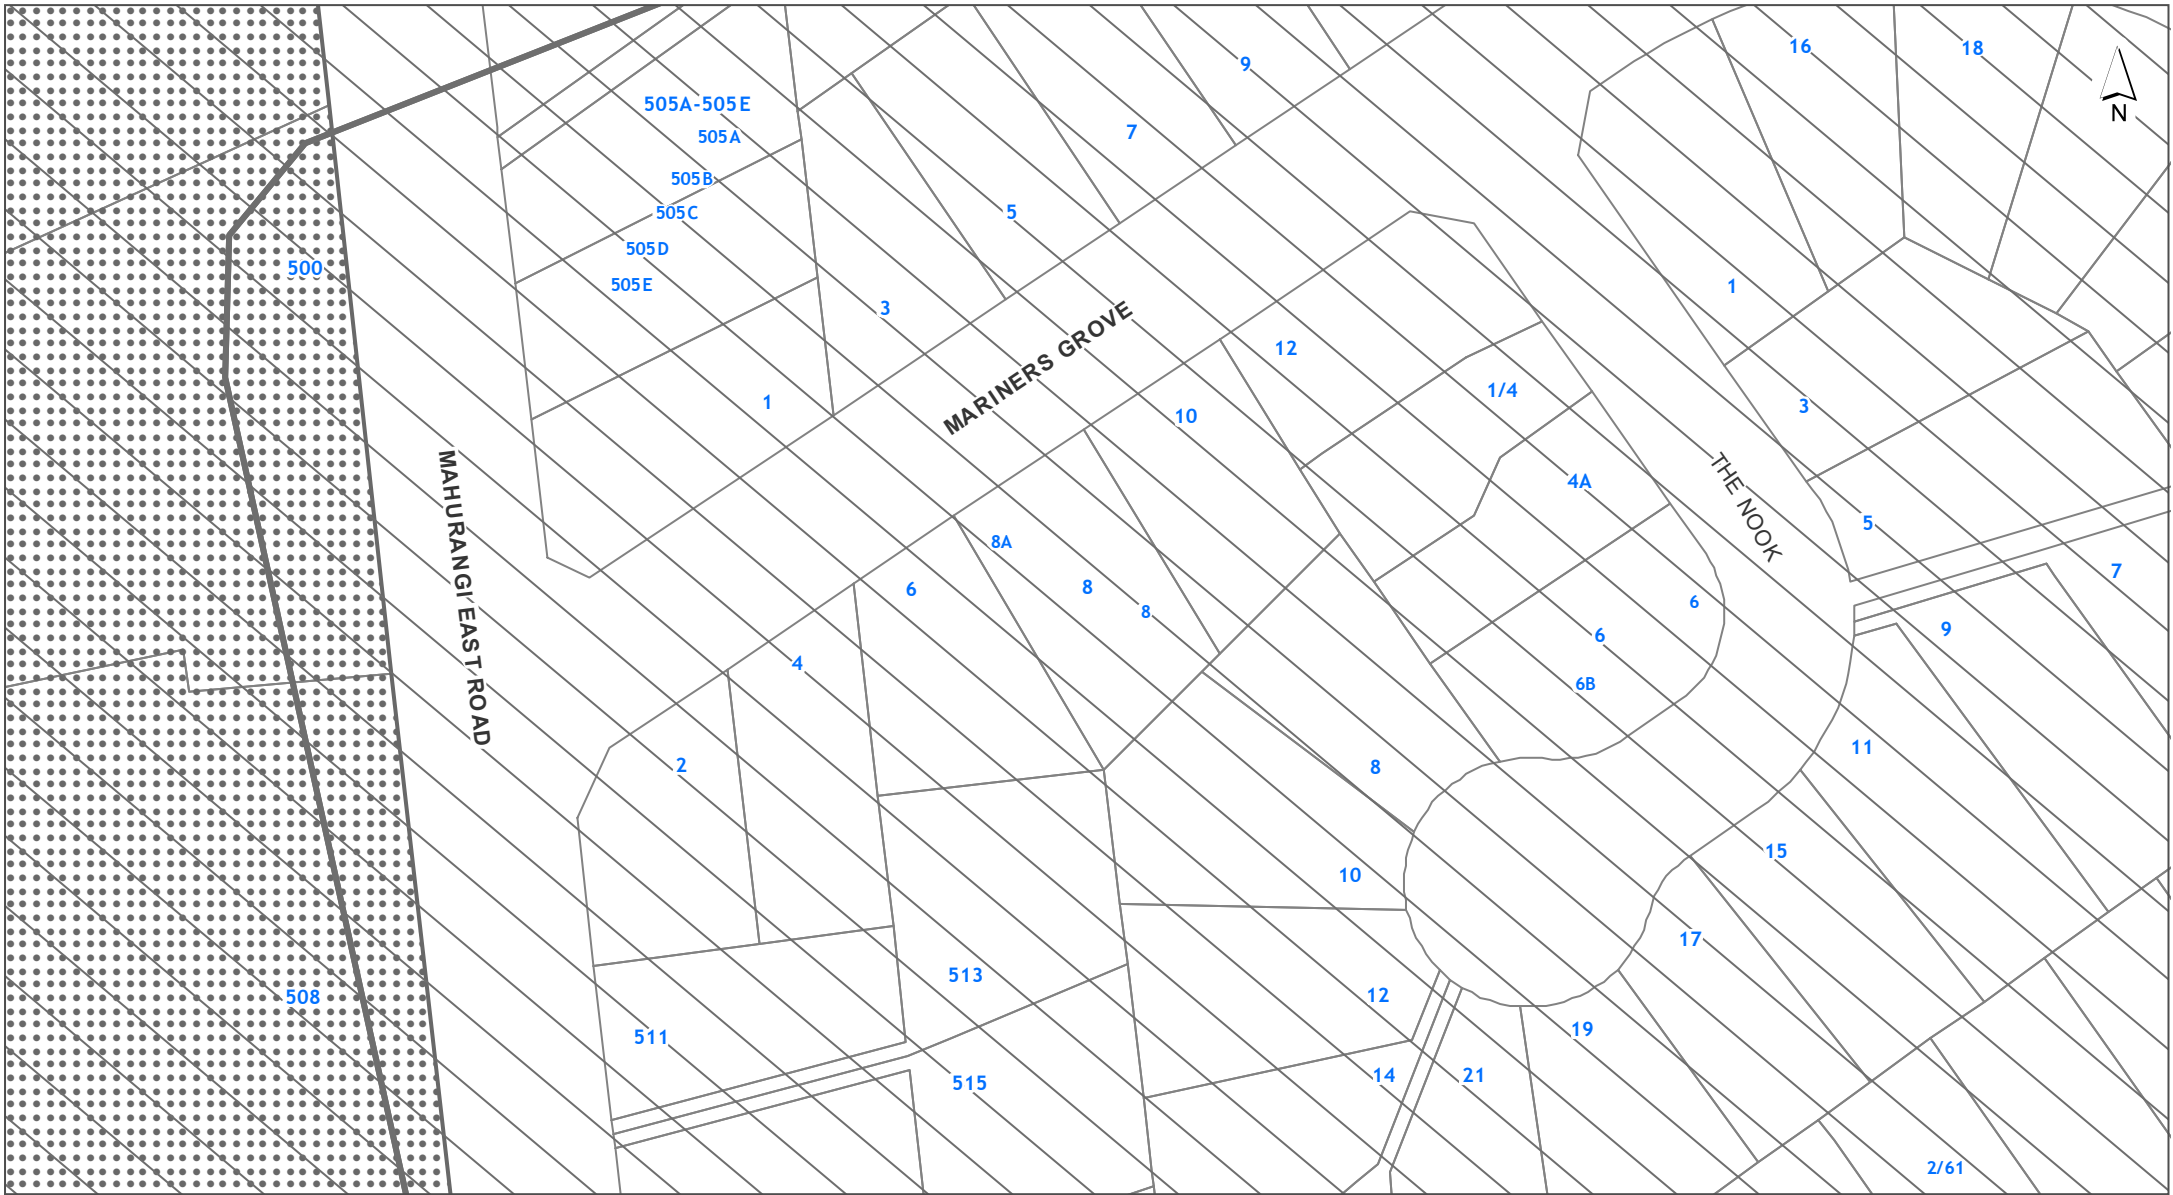 16
18
9
505A-505E
N
7
505A
505B
505C
5
505D
500
505E
1
3
MARINERS GROVE
12
1/4
1
3
10
4A
THE NOOK
5
MAHURANGI EAST ROAD
8A
6
8
8
6
6
7
9
4
6B
2
8
11
10
15
17
513
12
508
511
19
515
14
21
2/61